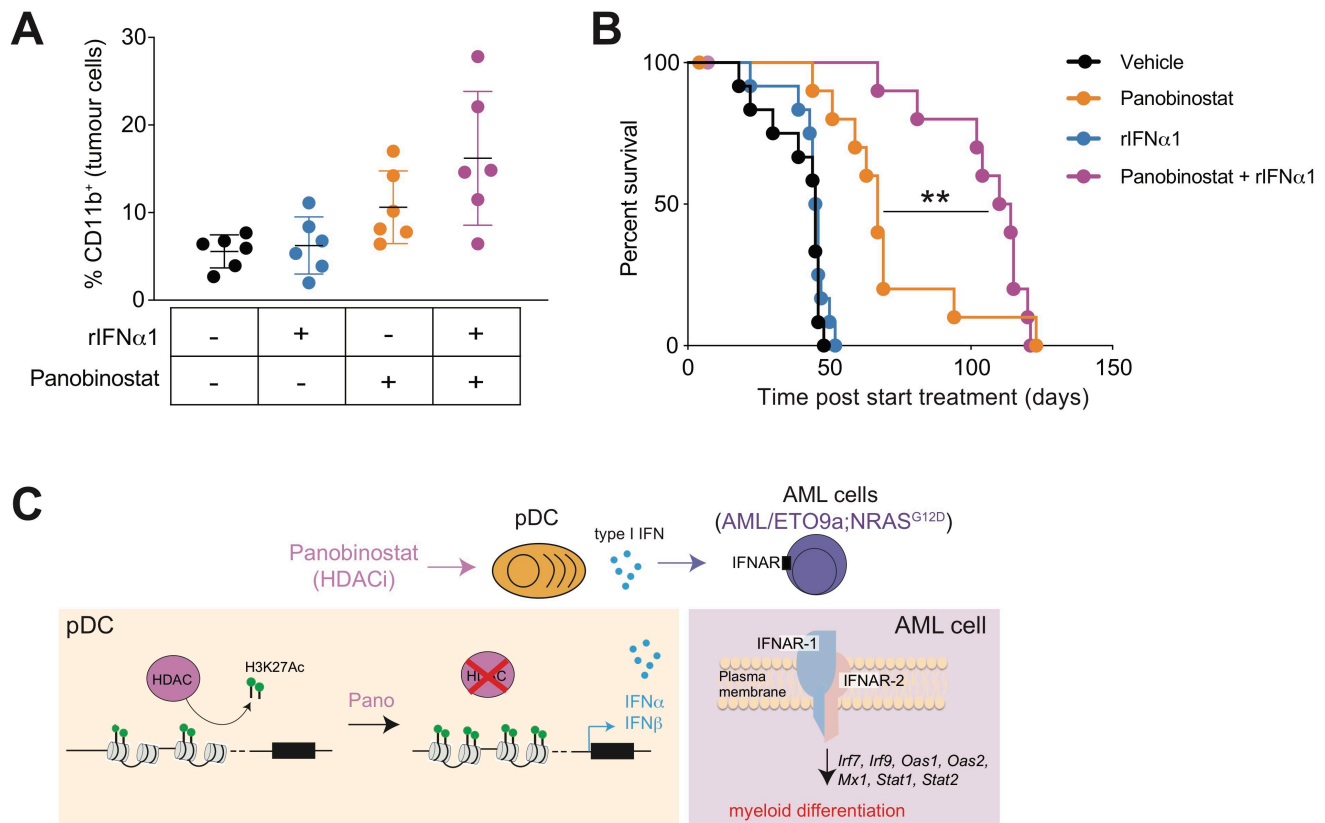 A
% CD11b+ (tumour cells)
30
20
10
0
rIFNα1 - + - +
Panobinostat - - + +
B
Percent survival
100
50
0
0 50 100 150
Time post start treatment (days)
**
Vehicle
Panobinostat
rIFNα1
Panobinostat + rIFNα1
C
Panobinostat
(HDACi)
pDC
type I IFN
AML cells
(AML/ETO9a;NRASG12D)
IFNAR
pDC
HDAC
H3K27Ac
Pano
HDAC
IFNα
IFNβ
AML cell
IFNAR-1
Plasma
membrane
IFNAR-2
Irf7, Irf9, Oas1, Oas2,
Mx1, Stat1, Stat2
myeloid differentiation